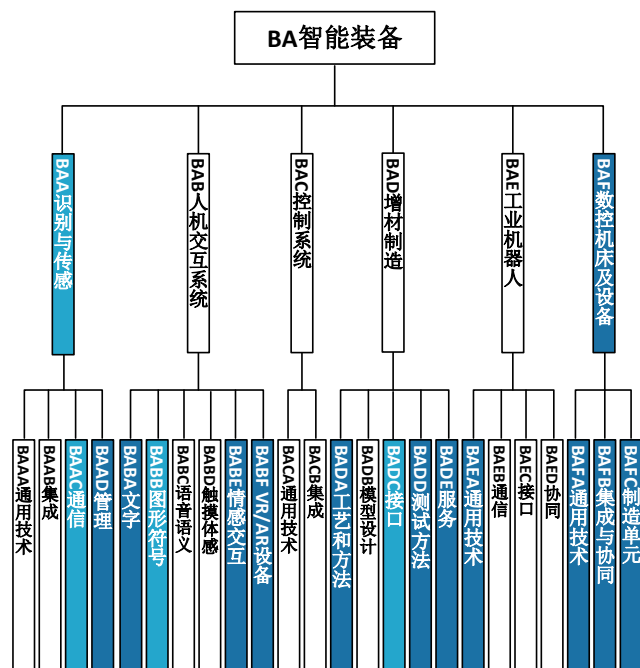 BA智能装备
BAA识别与传感
BAB人机交互系统
BAC控制系统
BAD增材制造
BAE工业机器人
BAF数控机床及设备
BAAA通用技术
BAAB集成
BAAC通信
BAAD管理
BABA文字
BABB图形符号
BABC语音语义
BABD触摸体感
BABE情感交互
BABF VR/AR设备
BACA通用技术
BACB集成
BADA工艺和方法
BADB模型设计
BADC接口
BADD测试方法
BADE服务
BAEA通用技术
BAEB通信
BAEC接口
BAED协同
BAFA通用技术
BAFB集成与协同
BAFC制造单元